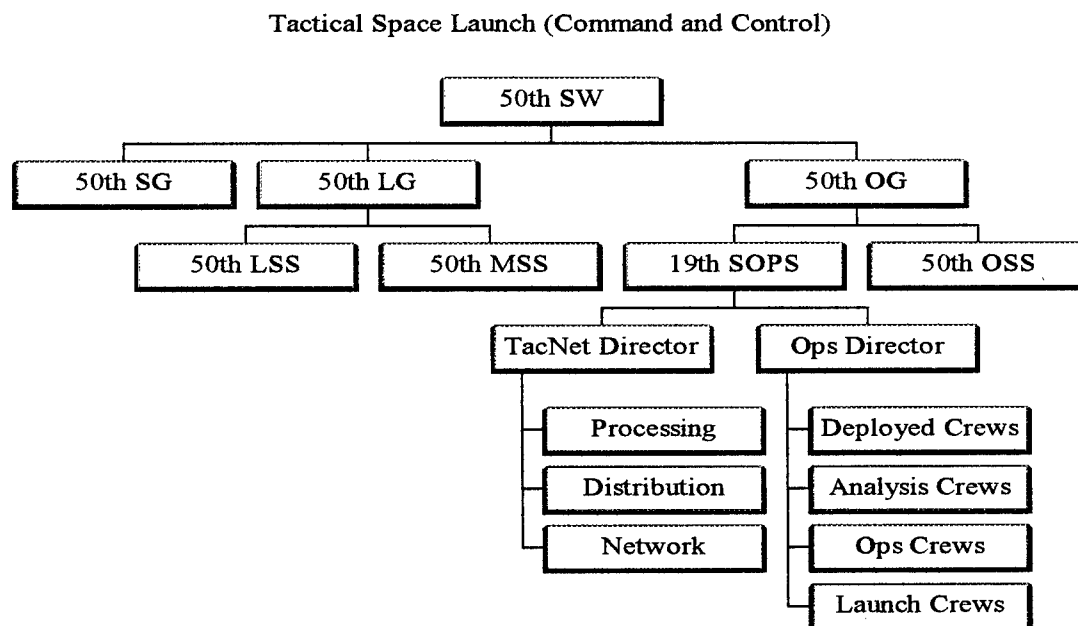 Tactical Space Launch (Command and Control)
50th SW
50th SG
50th LG
50th OG
50th LSS
50th MSS
19th SOPS
50th OSS
TacNet Director
Ops Director
Processing
Distribution
Network
Deployed Crews
Analysis Crews
Ops Crews
Launch Crews